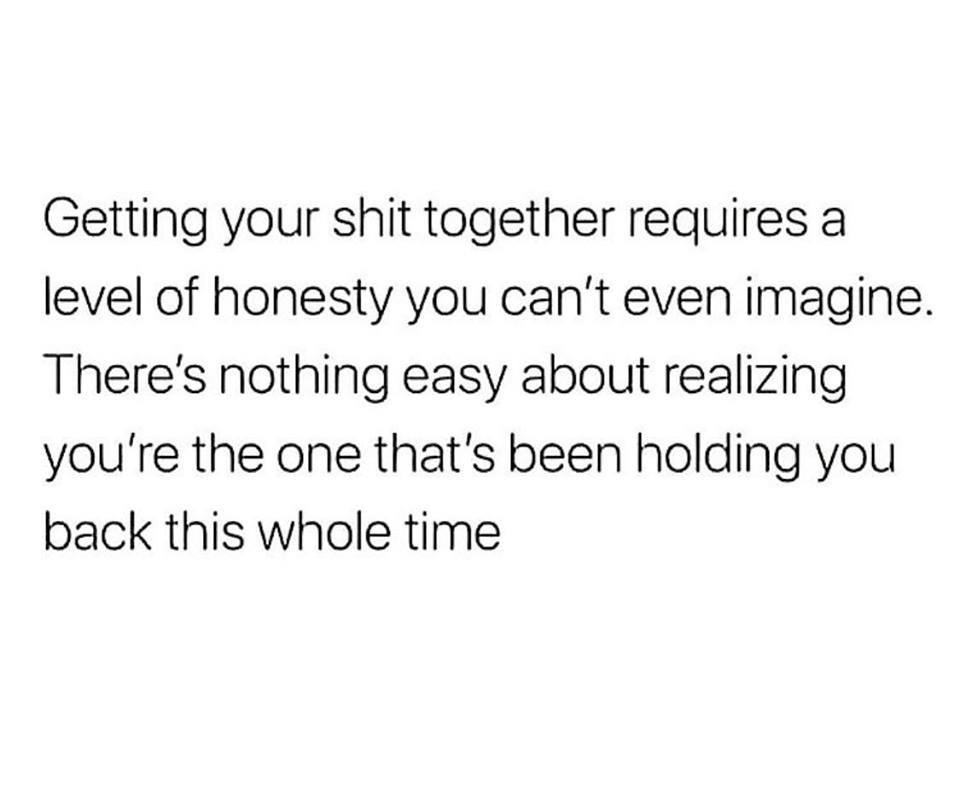 Getting your shit together requires a
level of honesty you can't even imagine.
There's nothing easy about realizing
you're the one that's been holding you
back this whole time